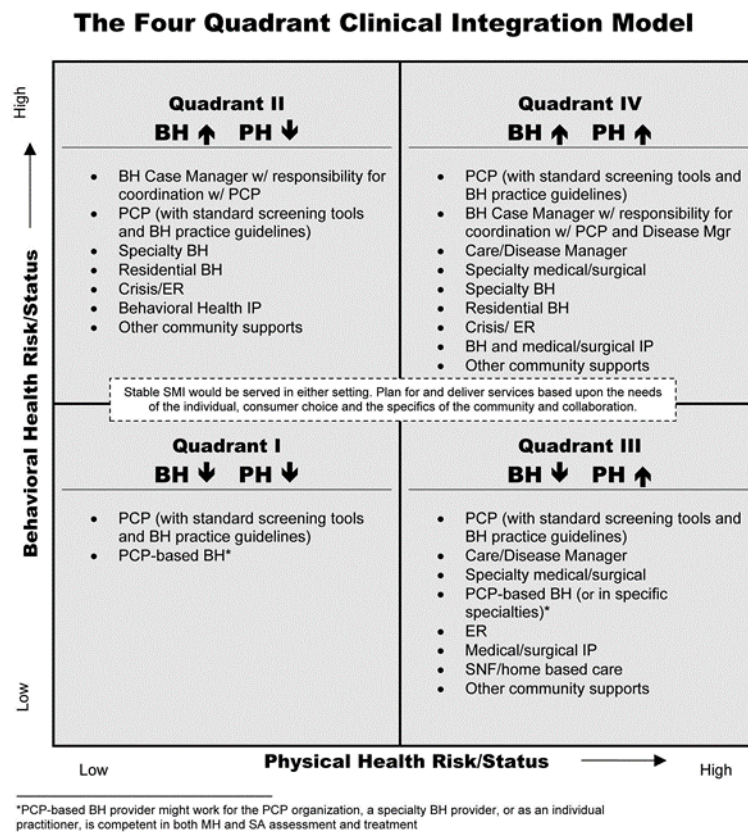 The Four Quadrant Clinical Integration Model
High
Behavioral Health Risk/Status
Low
Quadrant II
BH ↑ PH ↓
• BH Case Manager w/ responsibility for
coordination w/ PCP
• PCP (with standard screening tools
and BH practice guidelines)
• Specialty BH
• Residential BH
• Crisis/ER
• Behavioral Health IP
• Other community supports
Quadrant IV
BH ↑ PH ↑
• PCP (with standard screening tools and
BH practice guidelines)
• BH Case Manager w/ responsibility for
coordination w/ PCP and Disease Mgr
• Care/Disease Manager
• Specialty medical/surgical
• Specialty BH
• Residential BH
• Crisis/ ER
• BH and medical/surgical IP
• Other community supports
Stable SMI would be served in either setting. Plan for and deliver services based upon the needs
of the individual, consumer choice and the specifics of the community and collaboration.
Quadrant I
BH ↓ PH ↓
• PCP (with standard screening tools
and BH practice guidelines)
• PCP-based BH*
Quadrant III
BH ↓ PH ↑
• PCP (with standard screening tools and
BH practice guidelines)
• Care/Disease Manager
• Specialty medical/surgical
• PCP-based BH (or in specific
specialties)*
• ER
• Medical/surgical IP
• SNF/home based care
• Other community supports
Low
Physical Health Risk/Status
High
*PCP-based BH provider might work for the PCP organization, a specialty BH provider, or as an individual
practitioner, is competent in both MH and SA assessment and treatment